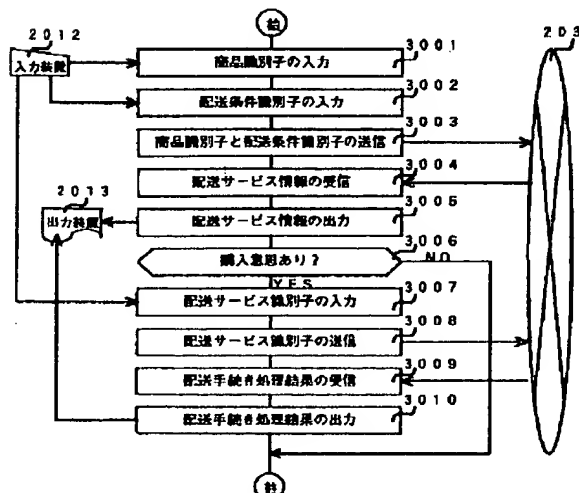 始
2012
入力装置
3001
商品識別子の入力
203
3002
配送条件識別子の入力
3003
商品識別子と配送条件識別子の送信
3004
配送サービス情報の受信
2013
出力装置
3005
配送サービス情報の出力
3006
購入意思あり?
NO
YES
3007
配送サービス識別子の入力
3008
配送サービス識別子の送信
3009
配送手続き処理結果の受信
3010
配送手続き処理結果の出力
終